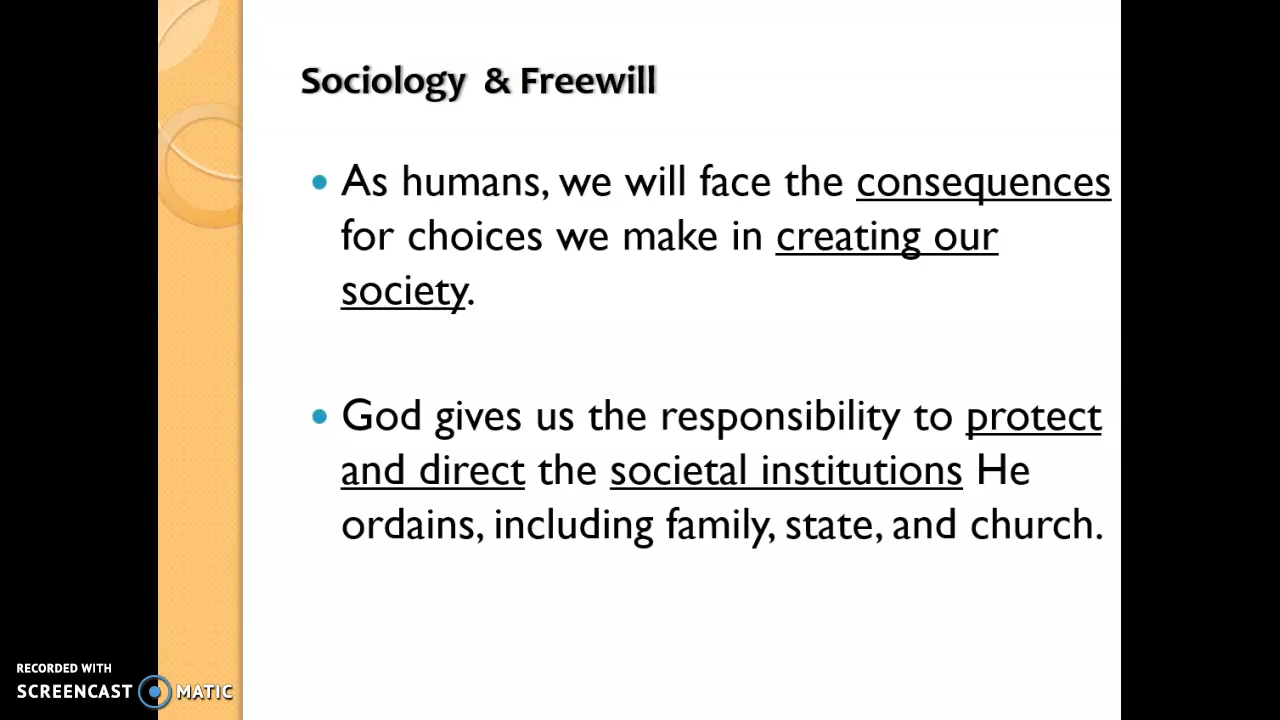 Sociology & Freewill
• As humans, we will face the consequences
for choices we make in creating our
society.
• God gives us the responsibility to protect
and direct the societal institutions He
ordains, including family, state, and church.
RECORDED WITH
SCREENCAST MATIC